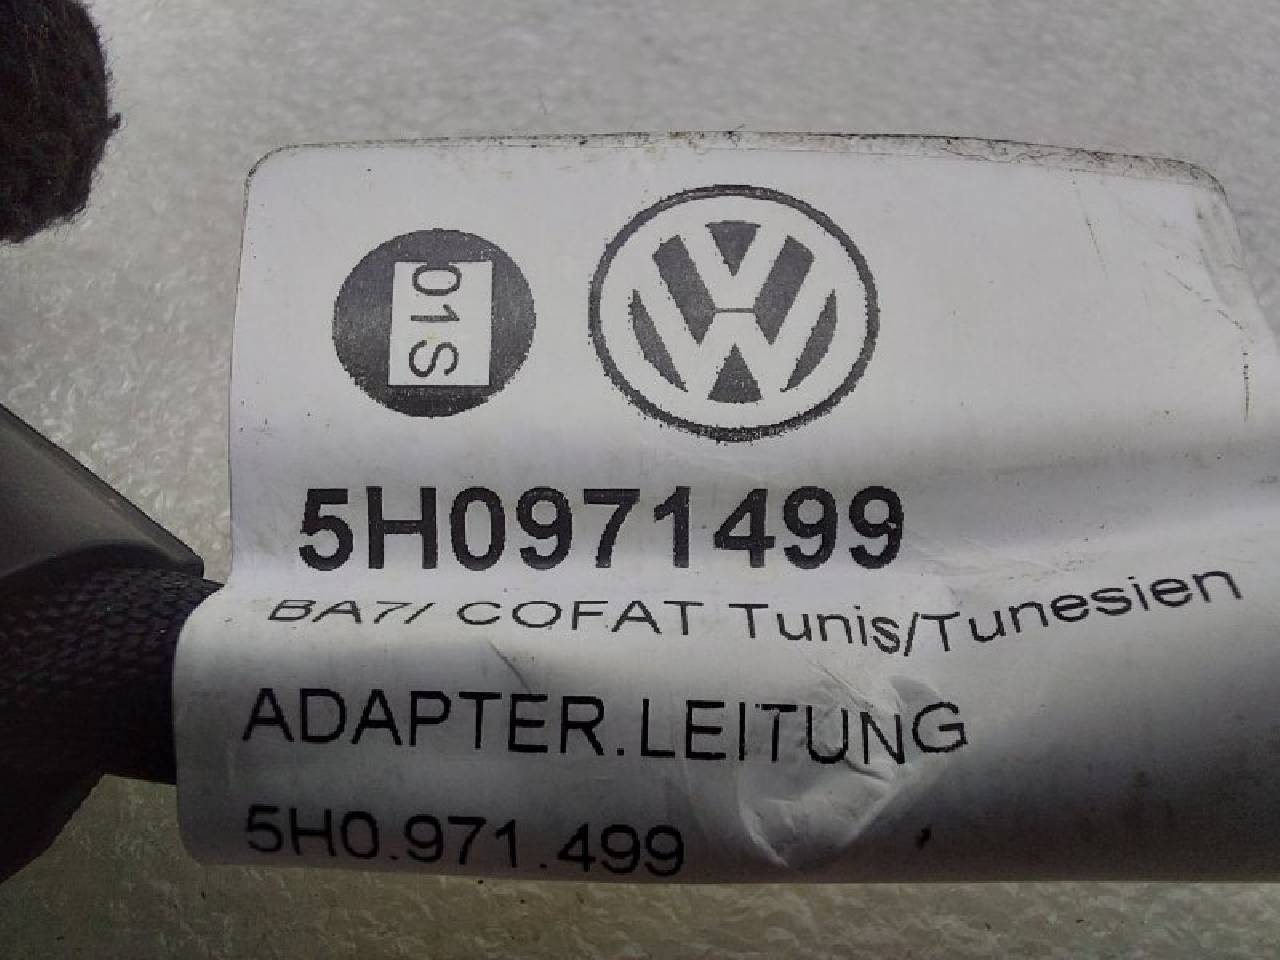 01S
5H0971499
BA7/ COFAT Tunis/Tunesien
ADAPTER.LEITUNG
5H0.971.499